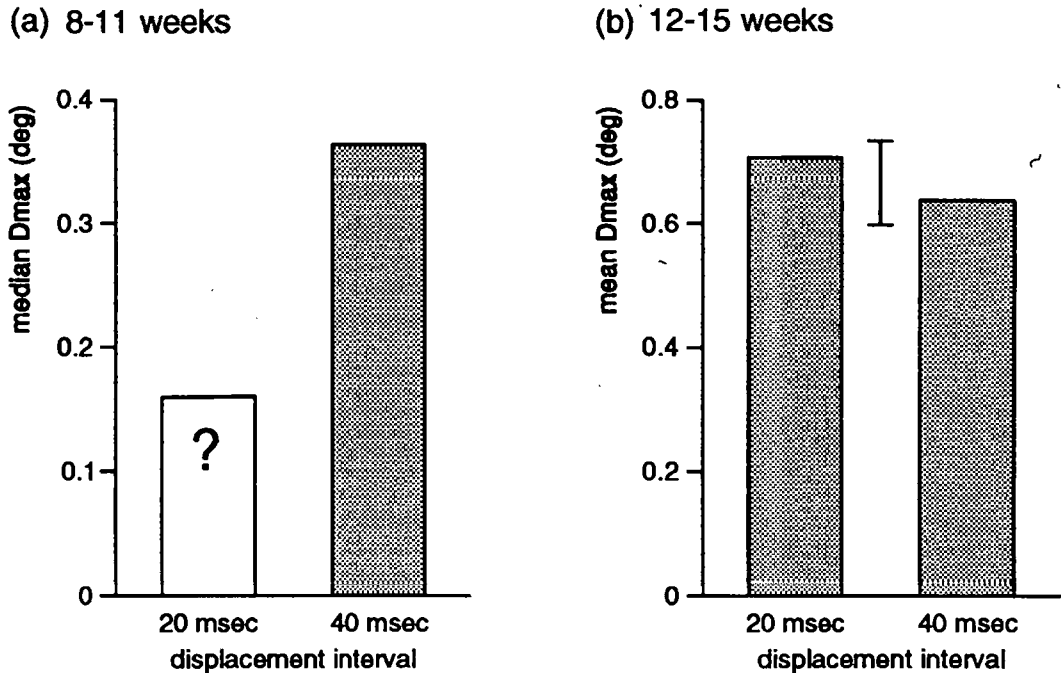 (a) 8-11 weeks
median Dmax (deg)
0.4
0.3
0.2
0.1
0
?
20 msec
40 msec
displacement interval
(b) 12-15 weeks
mean Dmax (deg)
0.8
0.6
0.4
0.2
0
20 msec
40 msec
displacement interval